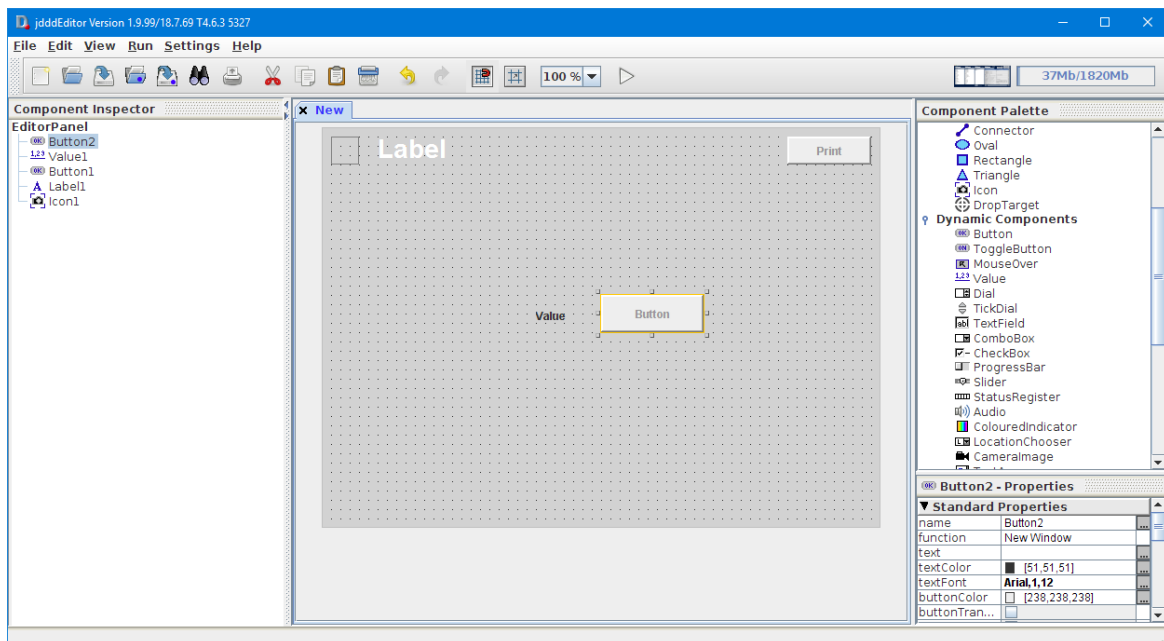 jdddEditor Version 1.9.99/18.7.69 T4.6.3 5327
File Edit View Run Settings Help
100 %
37Mb/1820Mb
Component Inspector
EditorPanel
Button2
Value1
Button1
Label1
Icon1
New
Label
Print
Value
Button
Component Palette
Connector
Oval
Rectangle
Triangle
Icon
DropTarget
Dynamic Components
Button
ToggleButton
MouseOver
Value
Dial
TickDial
TextField
ComboBox
CheckBox
ProgressBar
Slider
StatusRegister
Audio
ColouredIndicator
LocationChooser
CameraImage
Button2 - Properties
Standard Properties
name Button2 ...
function New Window
text ...
textColor [51,51,51] ...
textFont Arial,1,12 ...
buttonColor [238,238,238] ...
buttonTran...